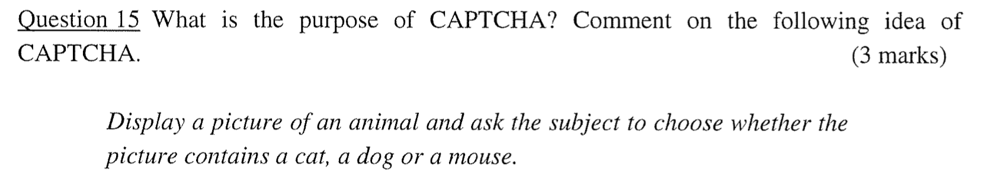 Question 15 What is the purpose of CAPTCHA? Comment on the following idea of
CAPTCHA. (3 marks)
Display a picture of an animal and ask the subject to choose whether the
picture contains a cat, a dog or a mouse.